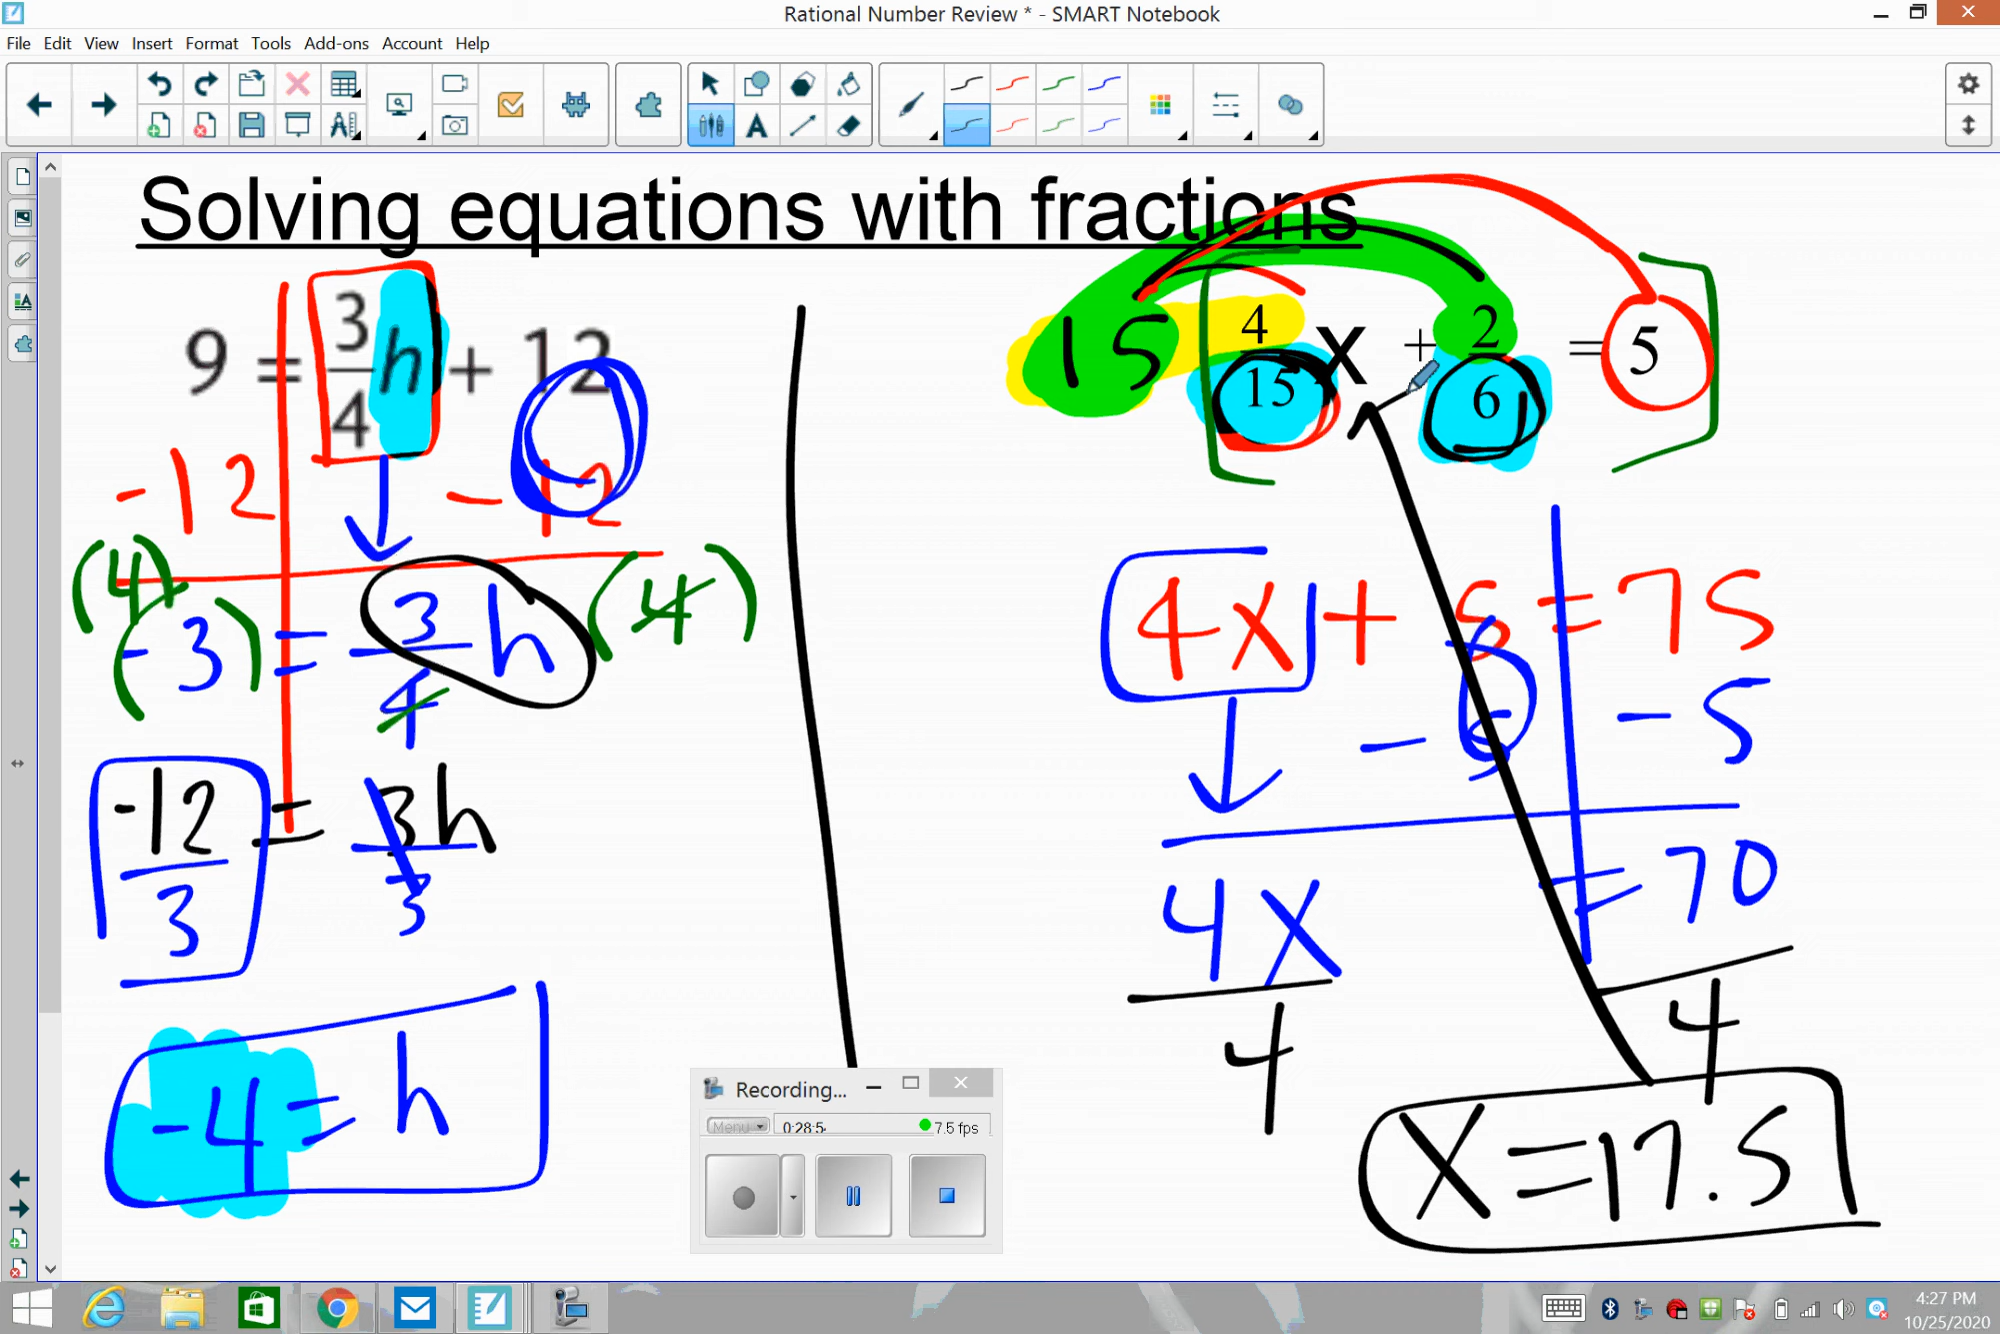 Rational Number Review * - SMART Notebook
File Edit View Insert Format Tools Add-ons Account Help
Solving equations with fractions
9 = 3/4 h + 12
-12 - 12
(4) (-3) = 3/4 h (4)
-12/3 = 3h/3
-4 = h
15 [ 4/15 x + 2/6 = 5 ]
4x + 5 = 75
- 5 - 5
4x = 70
4 4
x = 17.5
Recording...
Menu 0:28:5 7.5 fps
4:27 PM
10/25/2020